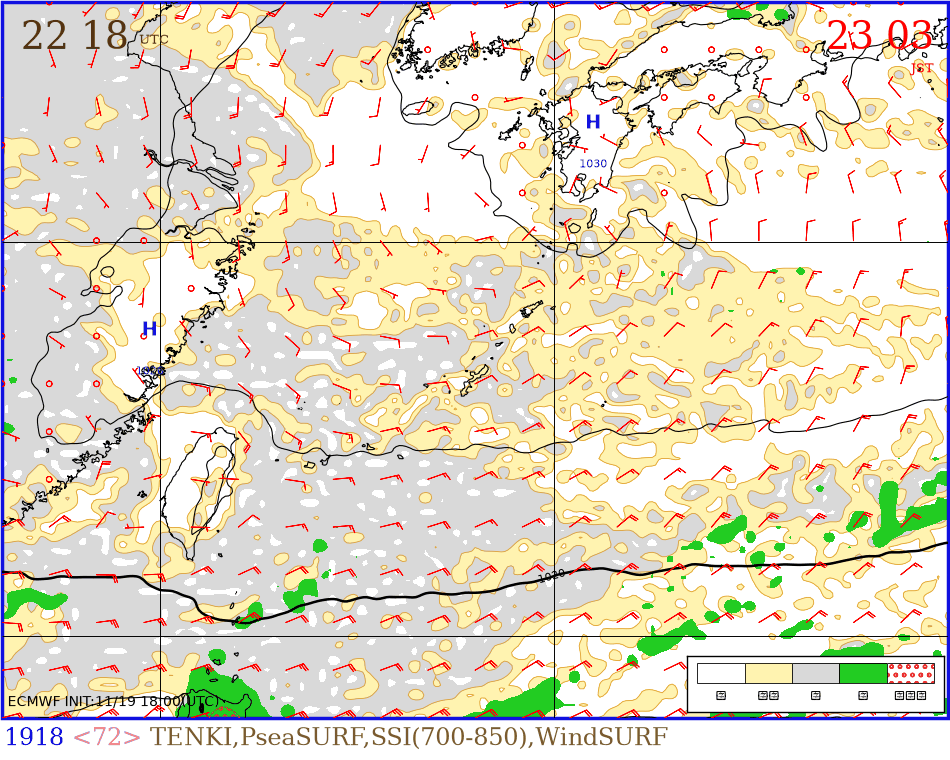 22 18 UTC
23 03 JST
H
1030
H
1020
ECMWF INIT:11/19 18:00(UTC)
1918 <72> TENKI,PseaSURF,SSI(700-850),WindSURF